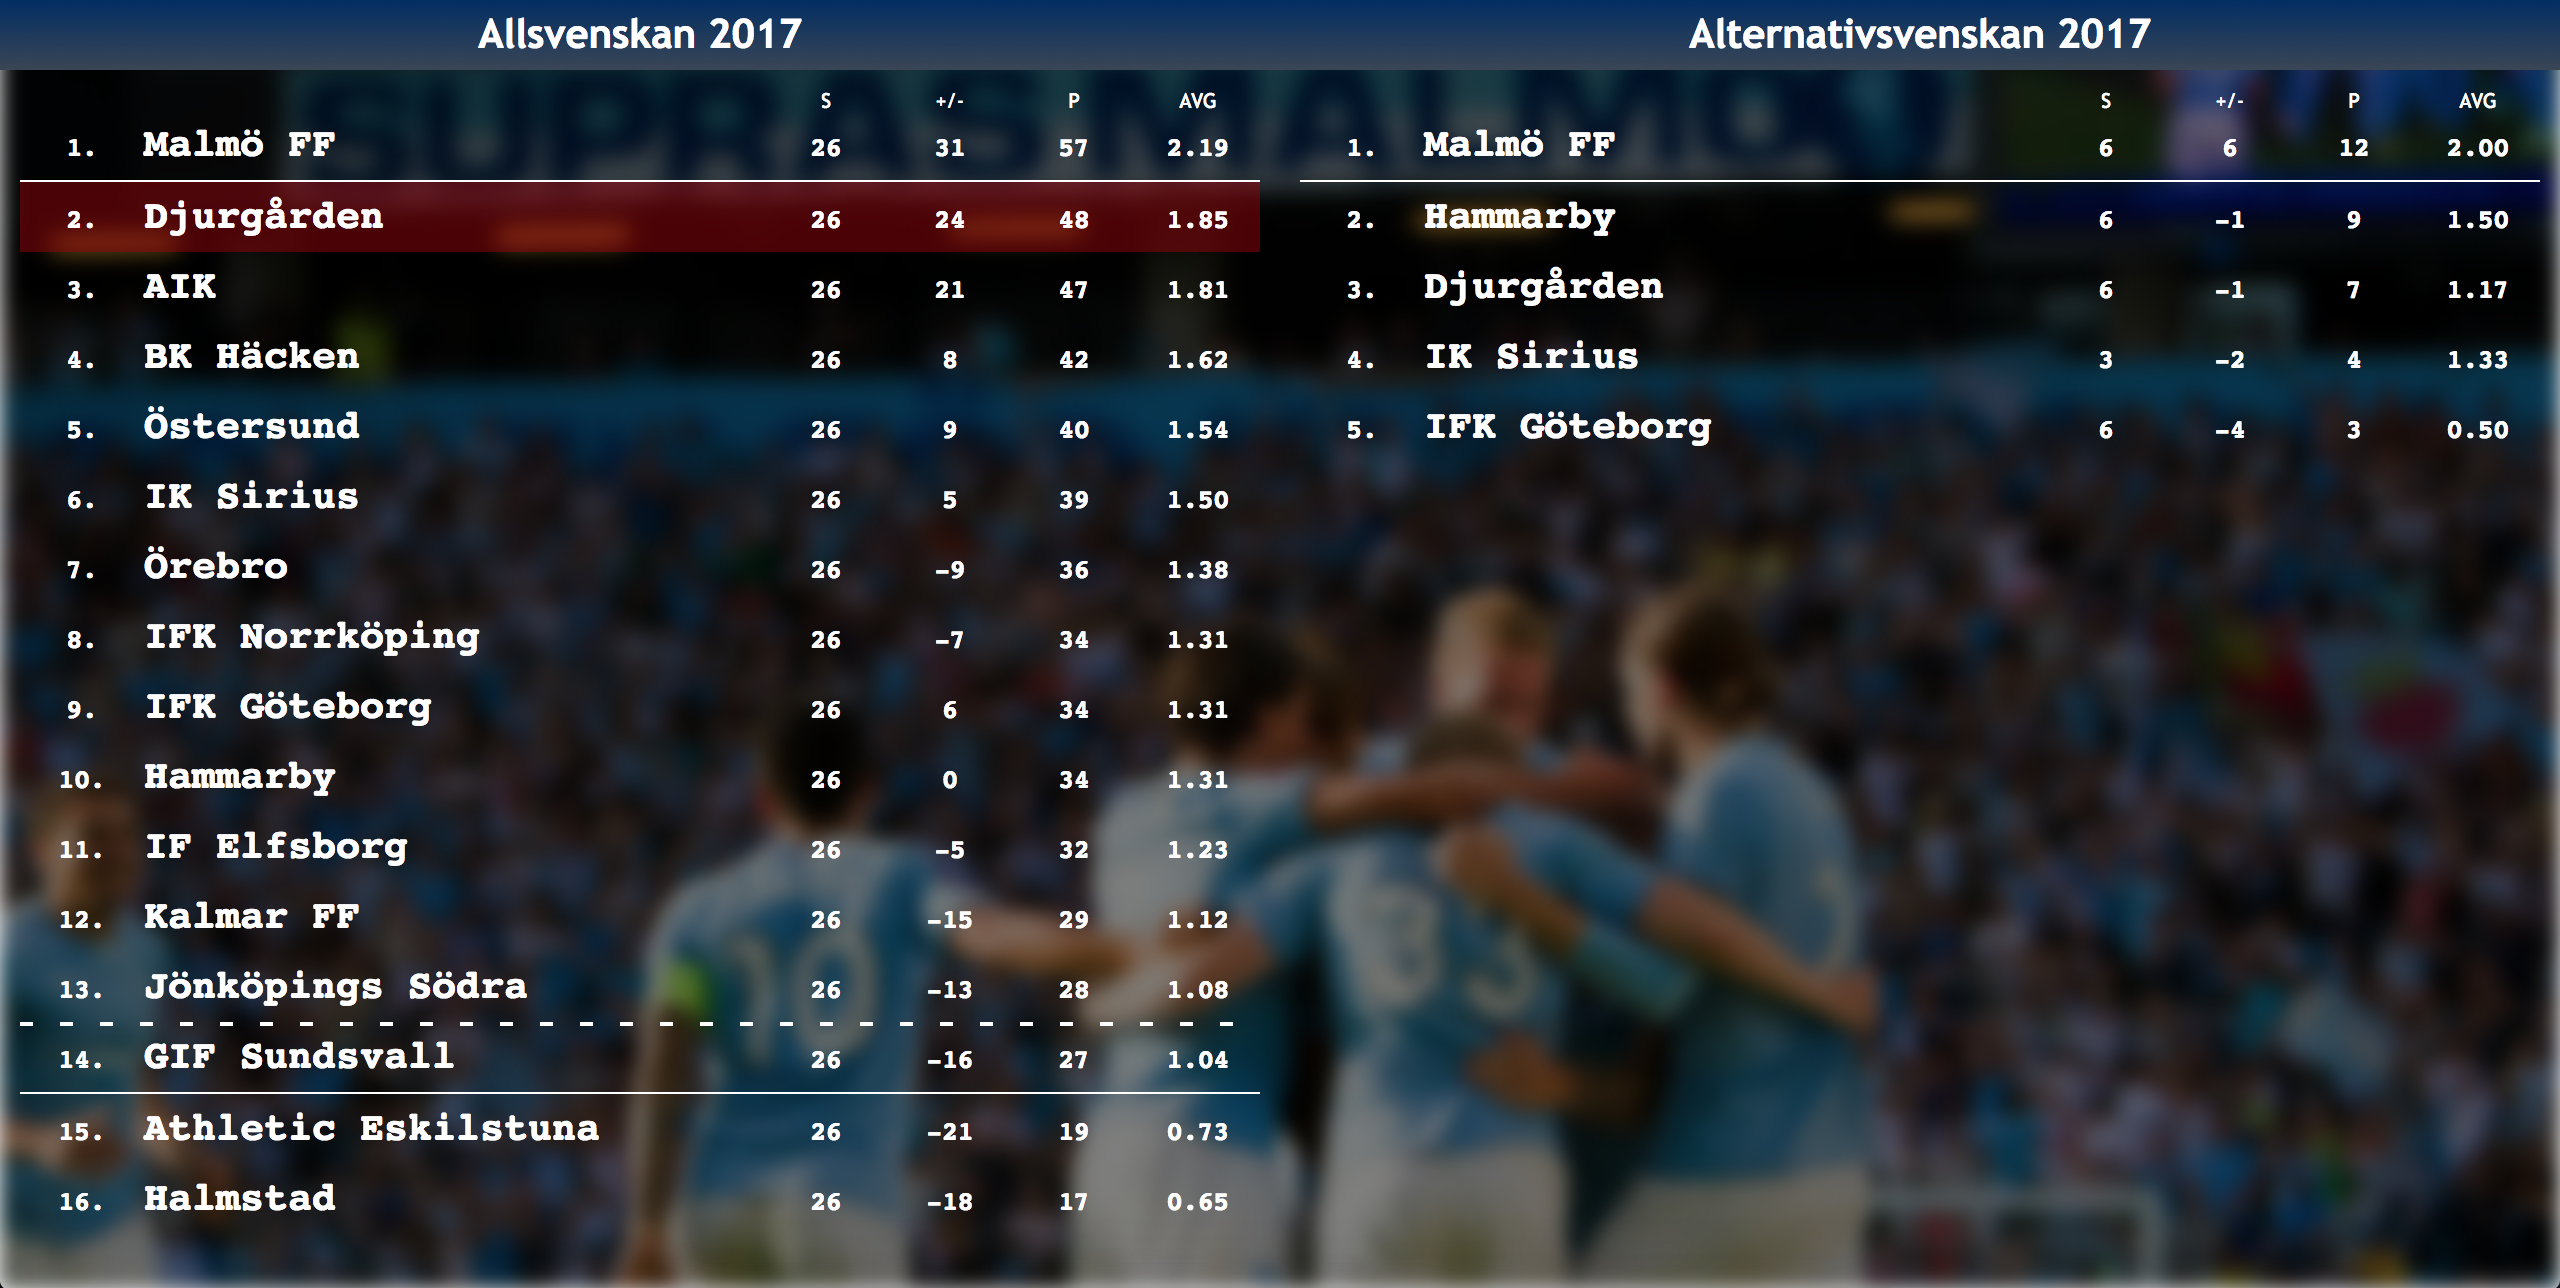 Allsvenskan 2017
S +/- P AVG
1. Malmö FF 26 31 57 2.19
2. Djurgården 26 24 48 1.85
3. AIK 26 21 47 1.81
4. BK Häcken 26 8 42 1.62
5. Östersund 26 9 40 1.54
6. IK Sirius 26 5 39 1.50
7. Örebro 26 -9 36 1.38
8. IFK Norrköping 26 -7 34 1.31
9. IFK Göteborg 26 6 34 1.31
10. Hammarby 26 0 34 1.31
11. IF Elfsborg 26 -5 32 1.23
12. Kalmar FF 26 -15 29 1.12
13. Jönköpings Södra 26 -13 28 1.08
14. GIF Sundsvall 26 -16 27 1.04
15. Athletic Eskilstuna 26 -21 19 0.73
16. Halmstad 26 -18 17 0.65
Alternativsvenskan 2017
S +/- P AVG
1. Malmö FF 6 6 12 2.00
2. Hammarby 6 -1 9 1.50
3. Djurgården 6 -1 7 1.17
4. IK Sirius 3 -2 4 1.33
5. IFK Göteborg 6 -4 3 0.50
SUPRAS MALMÖ
10
33